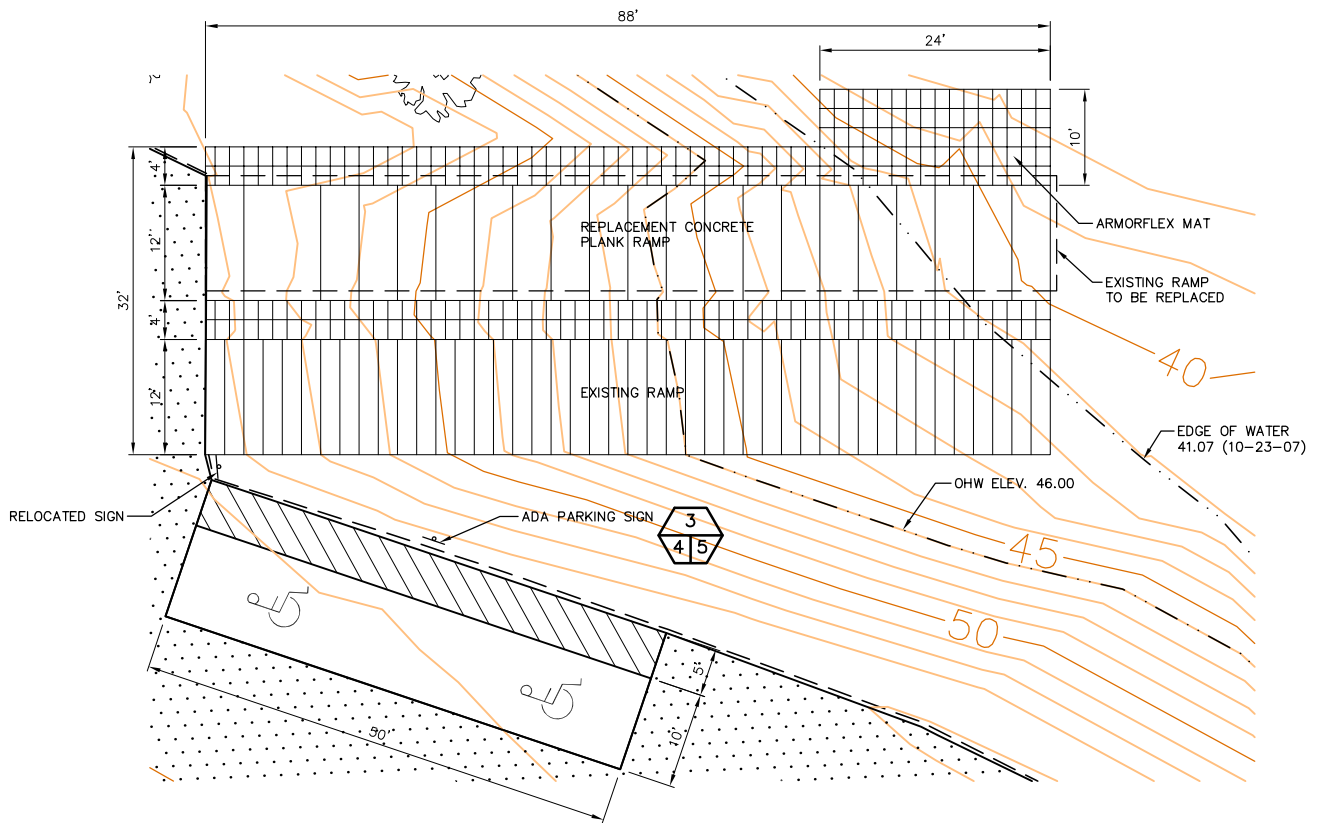 88'
24'
10'
4'
12''
32'
4'
12'
REPLACEMENT CONCRETE
PLANK RAMP
ARMORFLEX MAT
EXISTING RAMP
TO BE REPLACED
40
EXISTING RAMP
EDGE OF WATER
41.07 (10-23-07)
OHW ELEV. 46.00
RELOCATED SIGN
ADA PARKING SIGN
3
4 5
45
50
5'
10'